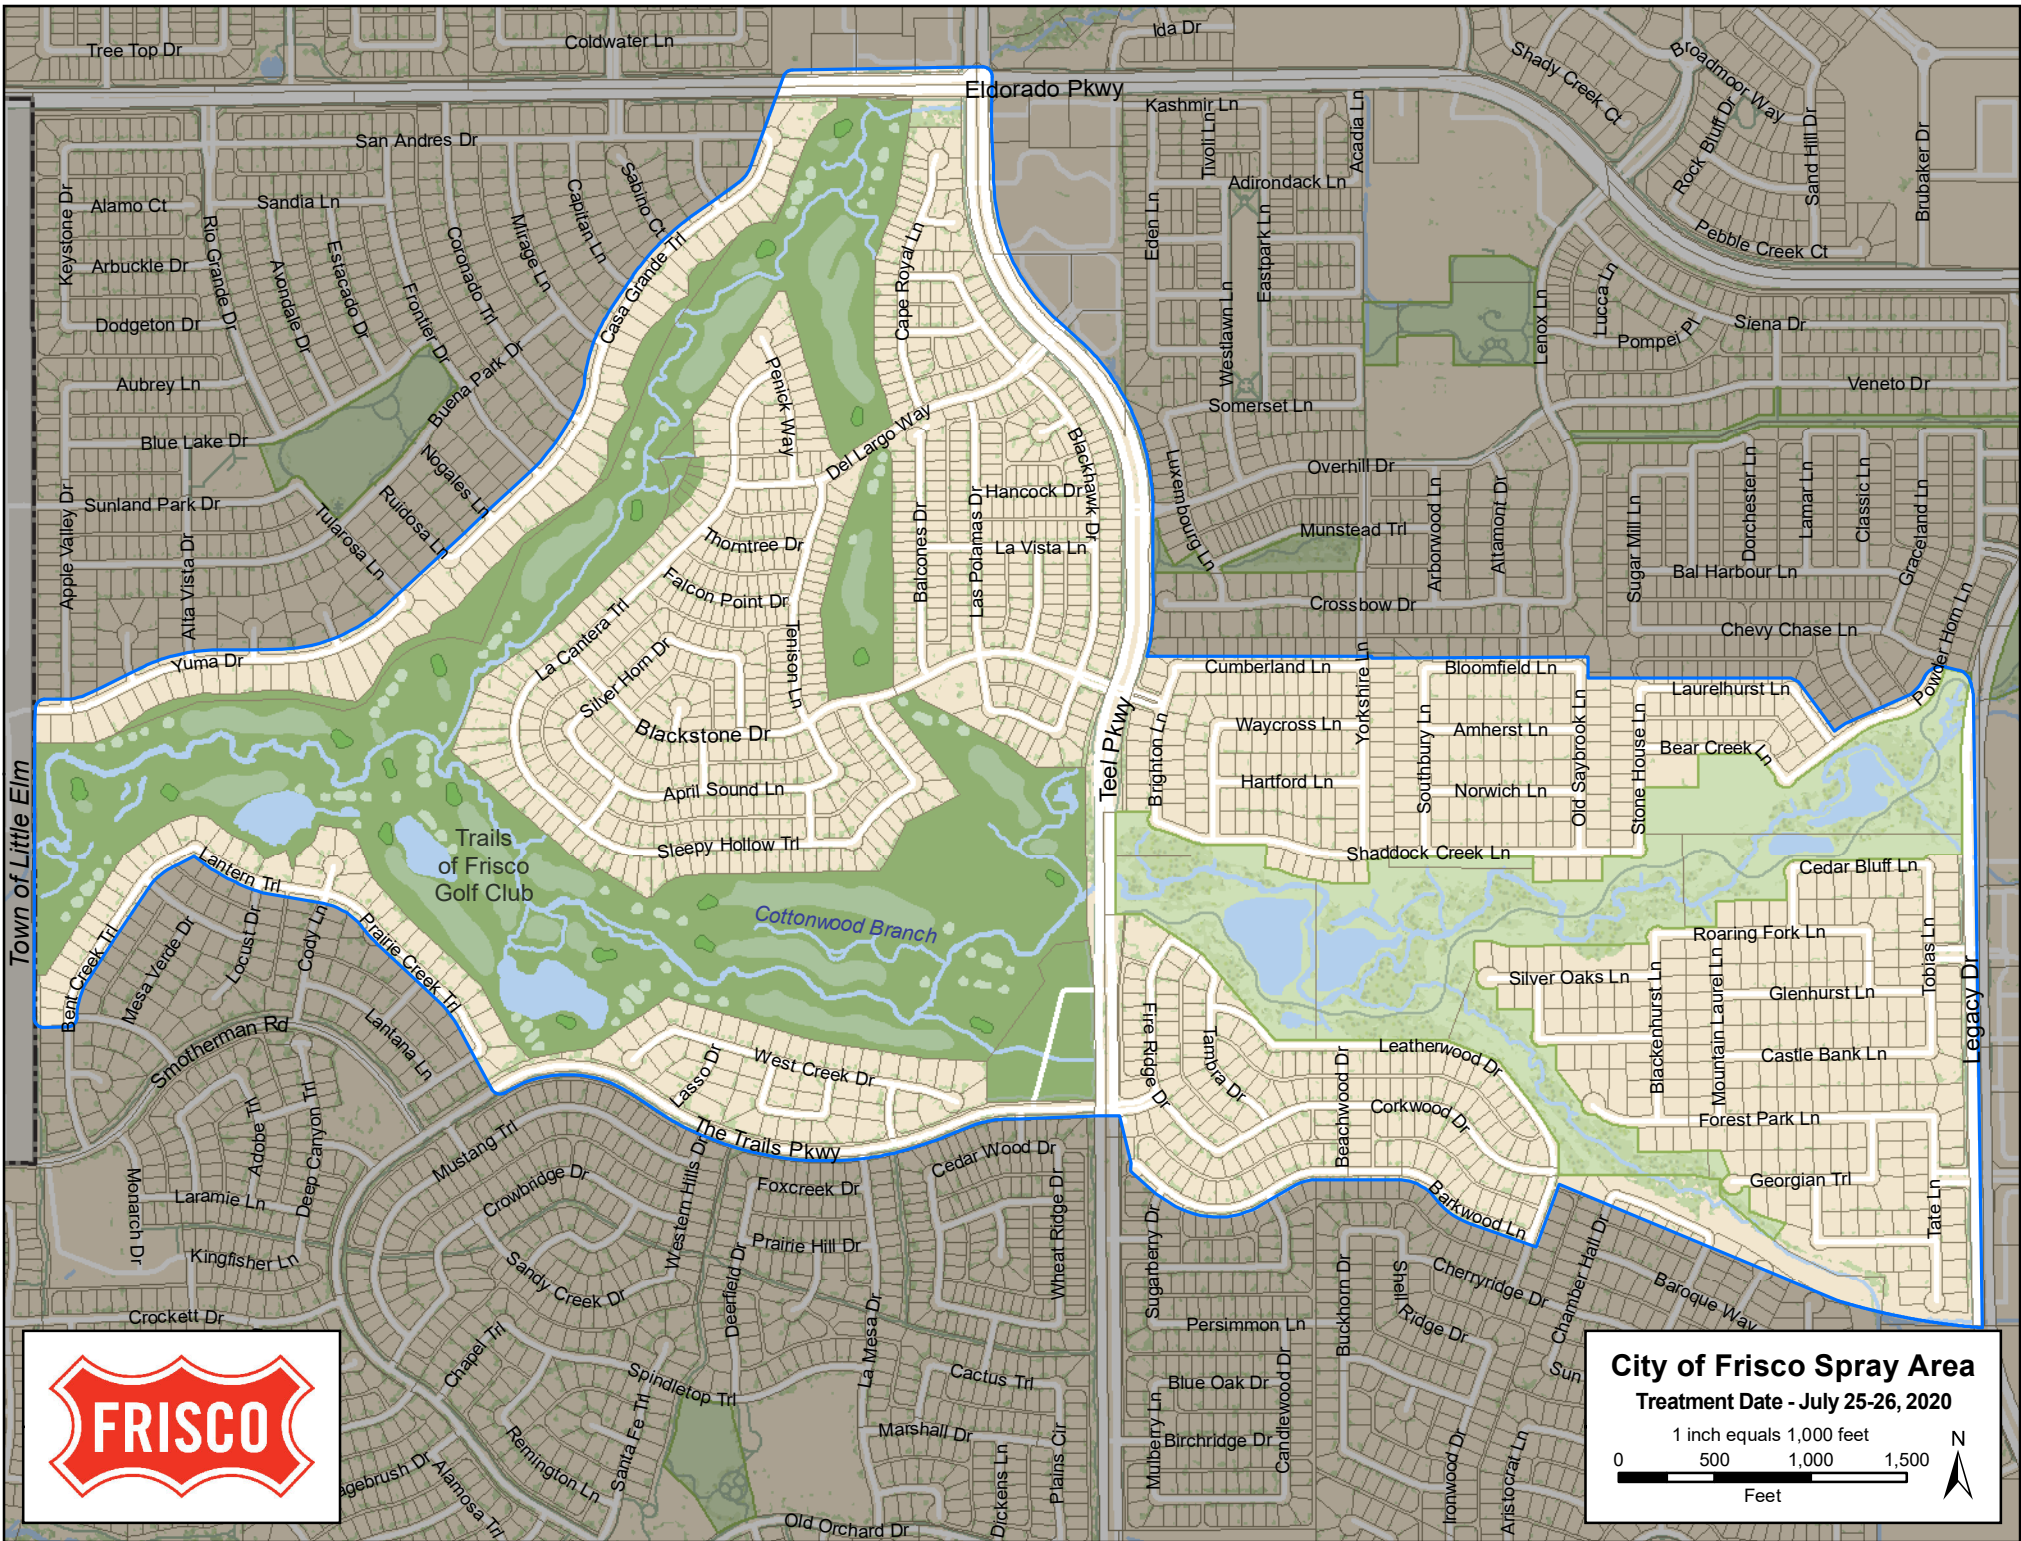 Tree Top Dr
Coldwater Ln
Ida Dr
Shady Creek Ct
Broadmoor Way
Eldorado Pkwy
Kashmir Ln
Tivoli Ln
Acadia Ln
Rock Bluff Dr
Sand Hill Dr
Brubaker Dr
San Andres Dr
Keystone Dr
Alamo Ct
Sandia Ln
Rio Grande Dr
Capitan Ln
Sabino Ct
Adirondack Ln
Eden Ln
Eastpark Ln
Pebble Creek Ct
Arbuckle Dr
Avondale Dr
Estacado Dr
Frontier Dr
Coronado Trl
Mirage Ln
Casa Grande Trl
Cape Royal Ln
Westlawn Ln
Lenox Ln
Lucca Ln
Dodgeton Dr
Pompei Pl
Siena Dr
Buena Park Dr
Penick Way
Aubrey Ln
Veneto Dr
Somerset Ln
Del Largo Way
Blackhawk Dr
Blue Lake Dr
Nogales Ln
Ruidosa Ln
Tularosa Ln
Luxembourg Ln
Overhill Dr
Sunland Park Dr
Apple Valley Dr
Alta Vista Dr
Hancock Dr
Balcones Dr
Las Polamas Dr
La Vista Ln
Munstead Trl
Arborwood Ln
Altamont Dr
Sugar Mill Ln
Dorchester Ln
Lamar Ln
Classic Ln
Graceland Ln
Thorntree Dr
Falcon Point Dr
Bal Harbour Ln
Crossbow Dr
La Cantera Trl
Tenison Ln
Chevy Chase Ln
Powder Horn Ln
Yuma Dr
Silver Horn Dr
Cumberland Ln
Yorkshire Ln
Bloomfield Ln
Laurelhurst Ln
Blackstone Dr
Teel Pkwy
Brighton Ln
Waycross Ln
Southbury Ln
Amherst Ln
Old Saybrook Ln
Stone House Ln
Bear Creek Ln
April Sound Ln
Hartford Ln
Norwich Ln
Town of Little Elm
Trails
of Frisco
Golf Club
Sleepy Hollow Trl
Shaddock Creek Ln
Cedar Bluff Ln
Lantern Trl
Cottonwood Branch
Bent Creek Trl
Mesa Verde Dr
Locust Dr
Cody Ln
Prairie Creek Trl
Roaring Fork Ln
Silver Oaks Ln
Blackenhurst Ln
Mountain Laurel Ln
Glenhurst Ln
Tobias Ln
Legacy Dr
Smotherman Rd
Lantana Ln
Fire Ridge Dr
Tambra Dr
Leatherwood Dr
Castle Bank Ln
Lasso Dr
West Creek Dr
Beachwood Dr
Corkwood Dr
Forest Park Ln
Adobe Trl
Deep Canyon Trl
Mustang Trl
The Trails Pkwy
Cedar Wood Dr
Monarch Dr
Laramie Ln
Crowbridge Dr
Western Hills Dr
Foxcreek Dr
Wheat Ridge Dr
Barkwood Ln
Georgian Trl
Tate Ln
Kingfisher Ln
Sandy Creek Dr
Prairie Hill Dr
Sugarberry Dr
Chamber Hall Dr
Cherryridge Dr
Baroque Way
Crockett Dr
Deerfield Dr
La Mesa Dr
Buckhorn Dr
Shell Ridge Dr
Persimmon Ln
Chapel Trl
Spindletop Trl
Cactus Trl
Blue Oak Dr
Candlewood Dr
Sun
Santa Fe Trl
Remington Ln
Marshall Dr
Plains Cir
Mulberry Ln
Birchridge Dr
Ironwood Dr
Aristocrat Ln
agebrush Dr
Alamosa Trl
Old Orchard Dr
Dickens Ln
FRISCO
City of Frisco Spray Area
Treatment Date - July 25-26, 2020
1 inch equals 1,000 feet
0 500 1,000 1,500
Feet
N